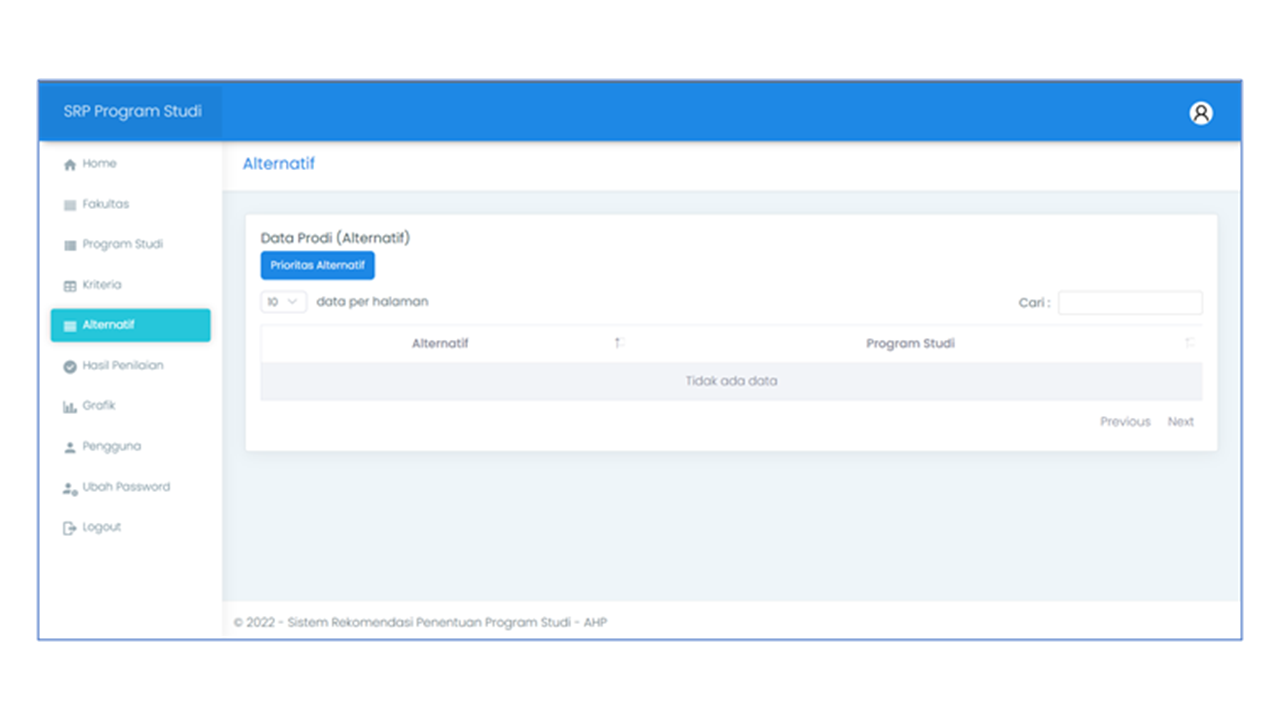 SRP Program Studi
Home
Fakultas
Program Studi
Kriteria
Alternatif
Hasil Penilaian
Grafik
Pengguna
Ubah Password
Logout
Alternatif
Data Prodi (Alternatif)
Prioritas Alternatif
10 data per halaman
Cari :
Alternatif Program Studi
Tidak ada data
Previous Next
© 2022 - Sistem Rekomendasi Penentuan Program Studi - AHP